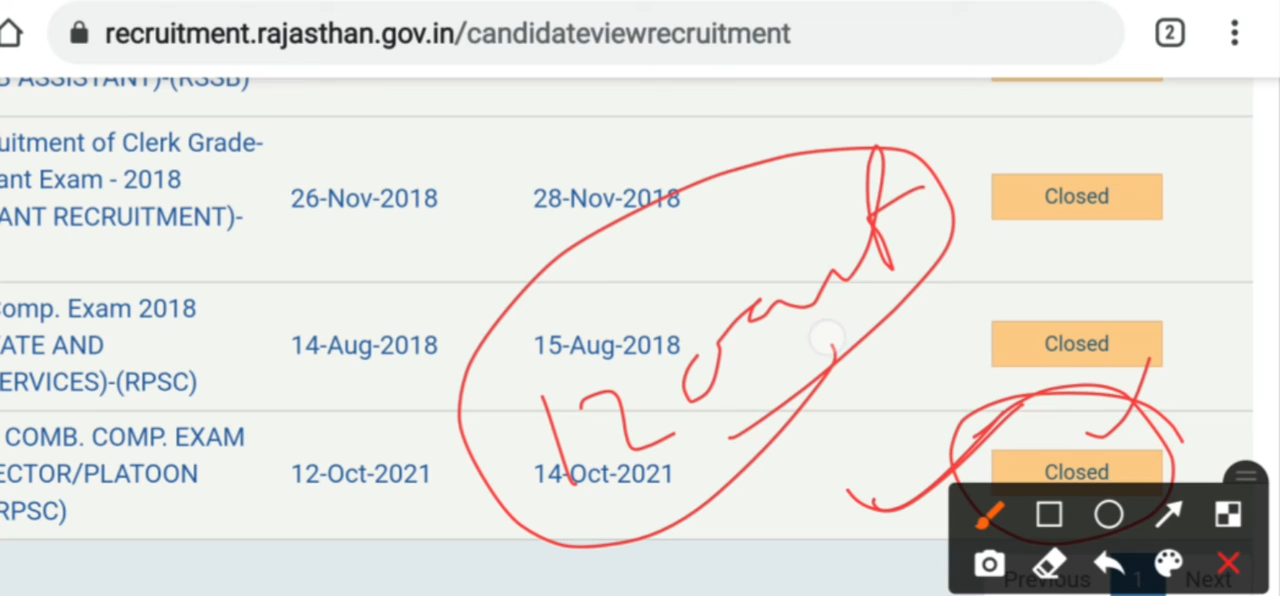 recruitment.rajasthan.gov.in/candidateviewrecruitment
2
B ASSISTANT)-(RSSB)
uitment of Clerk Grade-
ant Exam - 2018
ANT RECRUITMENT)-
26-Nov-2018
28-Nov-2018
Closed
Comp. Exam 2018
ATE AND
ERVICES)-(RPSC)
14-Aug-2018
15-Aug-2018
Closed
COMB. COMP. EXAM
ECTOR/PLATOON
RPSC)
12-Oct-2021
14-Oct-2021
Closed
12
Previous
1
Next